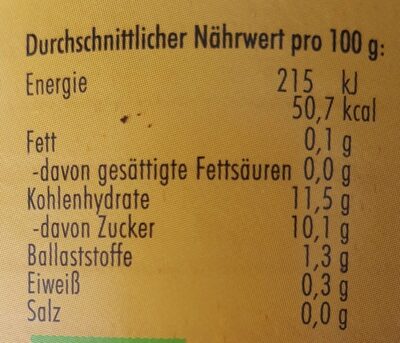 Durchschnittlicher Nährwert pro 100 g:
Energie 215 kJ
50,7 kcal
Fett 0,1 g
-davon gesättigte Fettsäuren 0,0 g
Kohlenhydrate 11,5 g
-davon Zucker 10,1 g
Ballaststoffe 1,3 g
Eiweiß 0,3 g
Salz 0,0 g